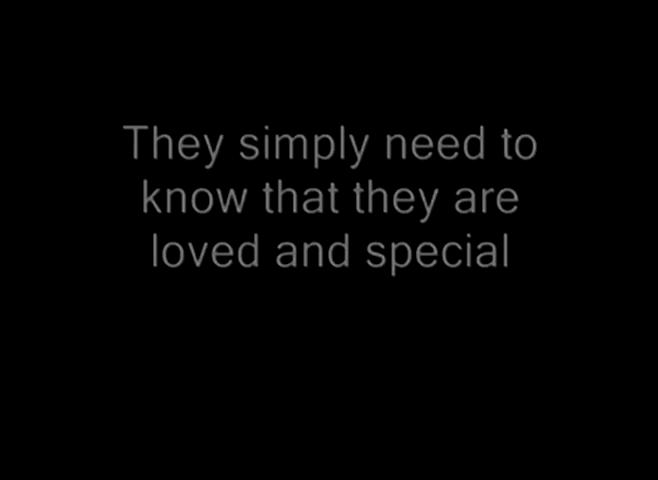 They simply need to
know that they are
loved and special